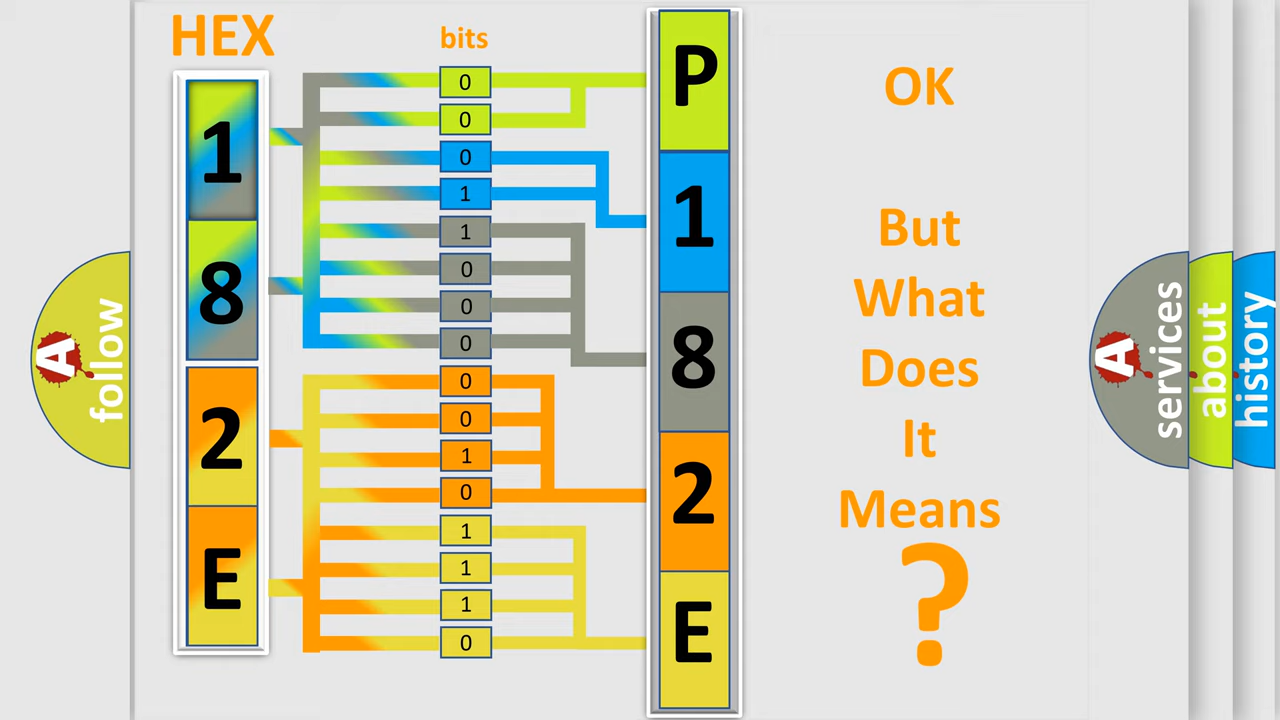 HEX
bits
1
8
2
E
0
0
0
1
1
0
0
0
0
0
1
0
1
1
1
0
P
1
8
2
E
OK
But
What
Does
It
Means
?
A
follow
A
services
about
history